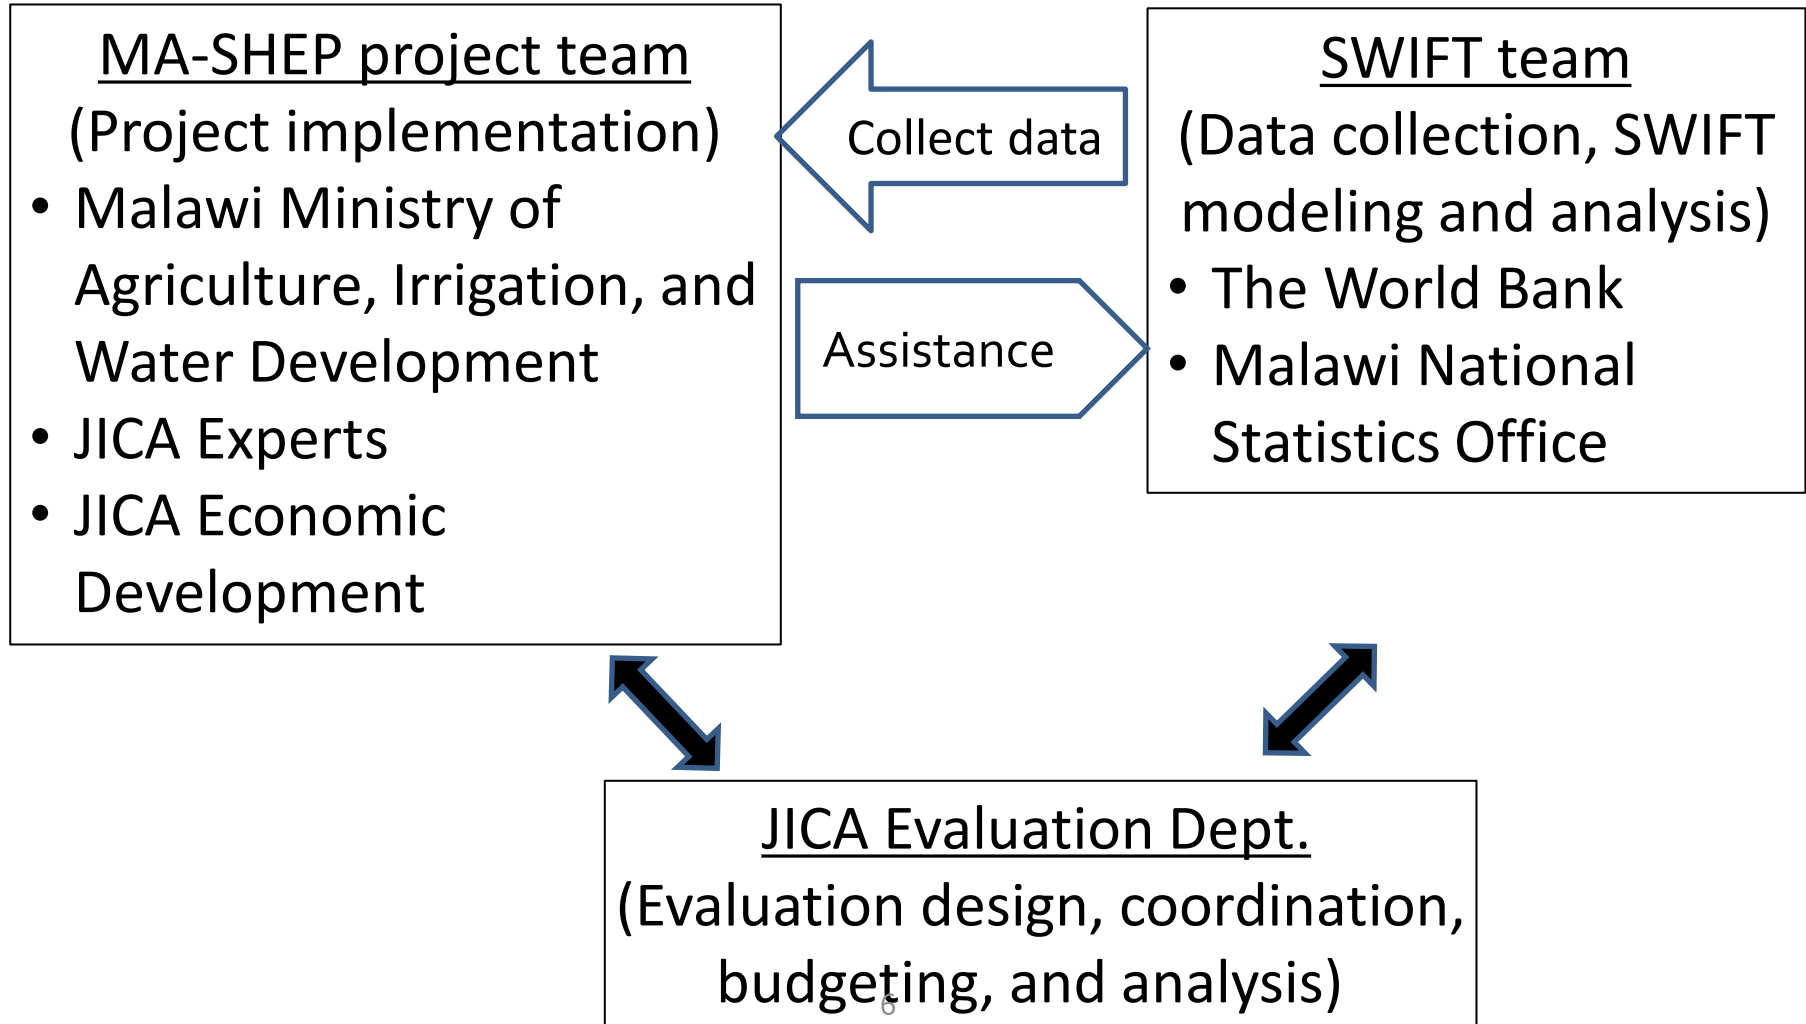 MA-SHEP project team
(Project implementation)
• Malawi Ministry of
Agriculture, Irrigation, and
Water Development
• JICA Experts
• JICA Economic
Development
Collect data
Assistance
SWIFT team
(Data collection, SWIFT
modeling and analysis)
• The World Bank
• Malawi National
Statistics Office
JICA Evaluation Dept.
(Evaluation design, coordination,
budgeting, and analysis)
6